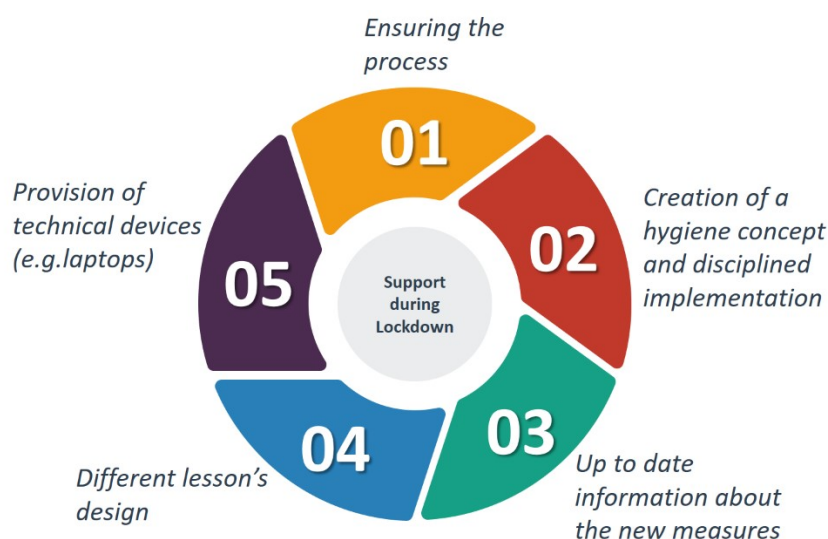 Ensuring the
process
01
Creation of a
hygiene concept
and disciplined
implementation
02
Up to date
information about
the new measures
03
Different lesson's
design
04
Provision of
technical devices
(e.g.laptops)
05
Support
during
Lockdown